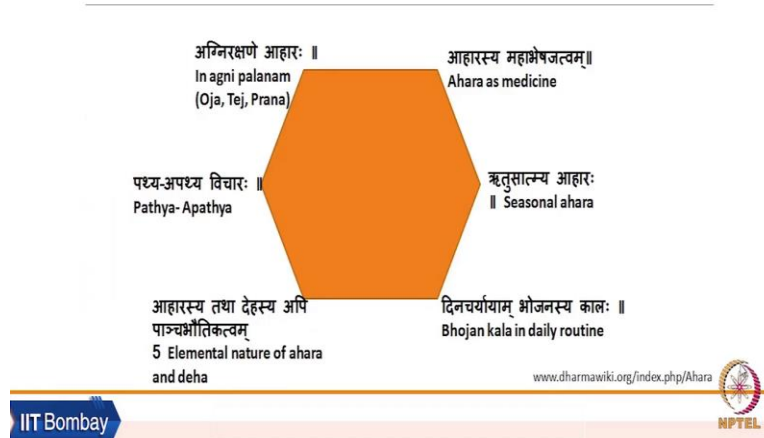 अग्निरक्षणे आहारः ॥
In agni palanam
(Oja, Tej, Prana)
आहारस्य महाभेषजत्वम्॥
Ahara as medicine
पथ्य-अपथ्य विचारः ॥
Pathya- Apathya
ऋतुसात्म्य आहारः
॥ Seasonal ahara
आहारस्य तथा देहस्य अपि
पाञ्चभौतिकत्वम्
5 Elemental nature of ahara
and deha
दिनचर्यायाम् भोजनस्य कालः ॥
Bhojan kala in daily routine
www.dharmawiki.org/index.php/Ahara
IIT Bombay
NPTEL